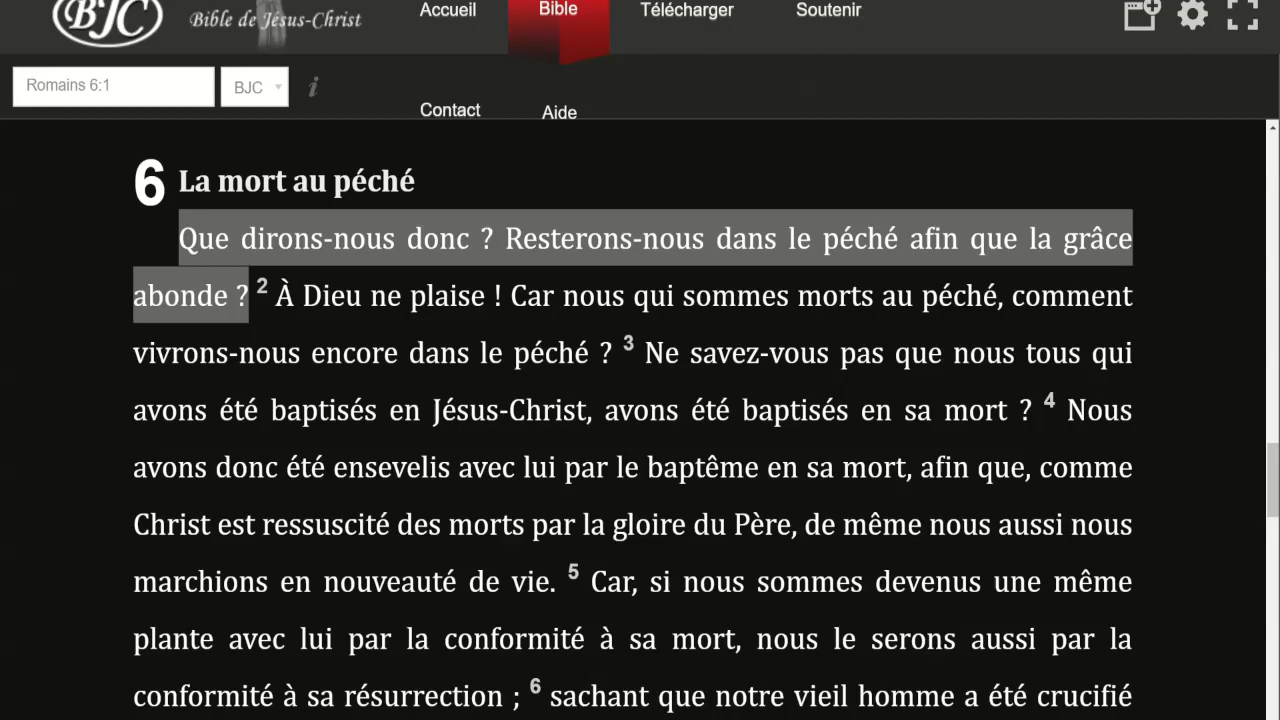 BJC Bible de Jésus-Christ
Accueil Bible Télécharger Soutenir
Romains 6:1 BJC i
Contact Aide
6 La mort au péché
Que dirons-nous donc ? Resterons-nous dans le péché afin que la grâce
abonde ? 2 À Dieu ne plaise ! Car nous qui sommes morts au péché, comment
vivrons-nous encore dans le péché ? 3 Ne savez-vous pas que nous tous qui
avons été baptisés en Jésus-Christ, avons été baptisés en sa mort ? 4 Nous
avons donc été ensevelis avec lui par le baptême en sa mort, afin que, comme
Christ est ressuscité des morts par la gloire du Père, de même nous aussi nous
marchions en nouveauté de vie. 5 Car, si nous sommes devenus une même
plante avec lui par la conformité à sa mort, nous le serons aussi par la
conformité à sa résurrection ; 6 sachant que notre vieil homme a été crucifié